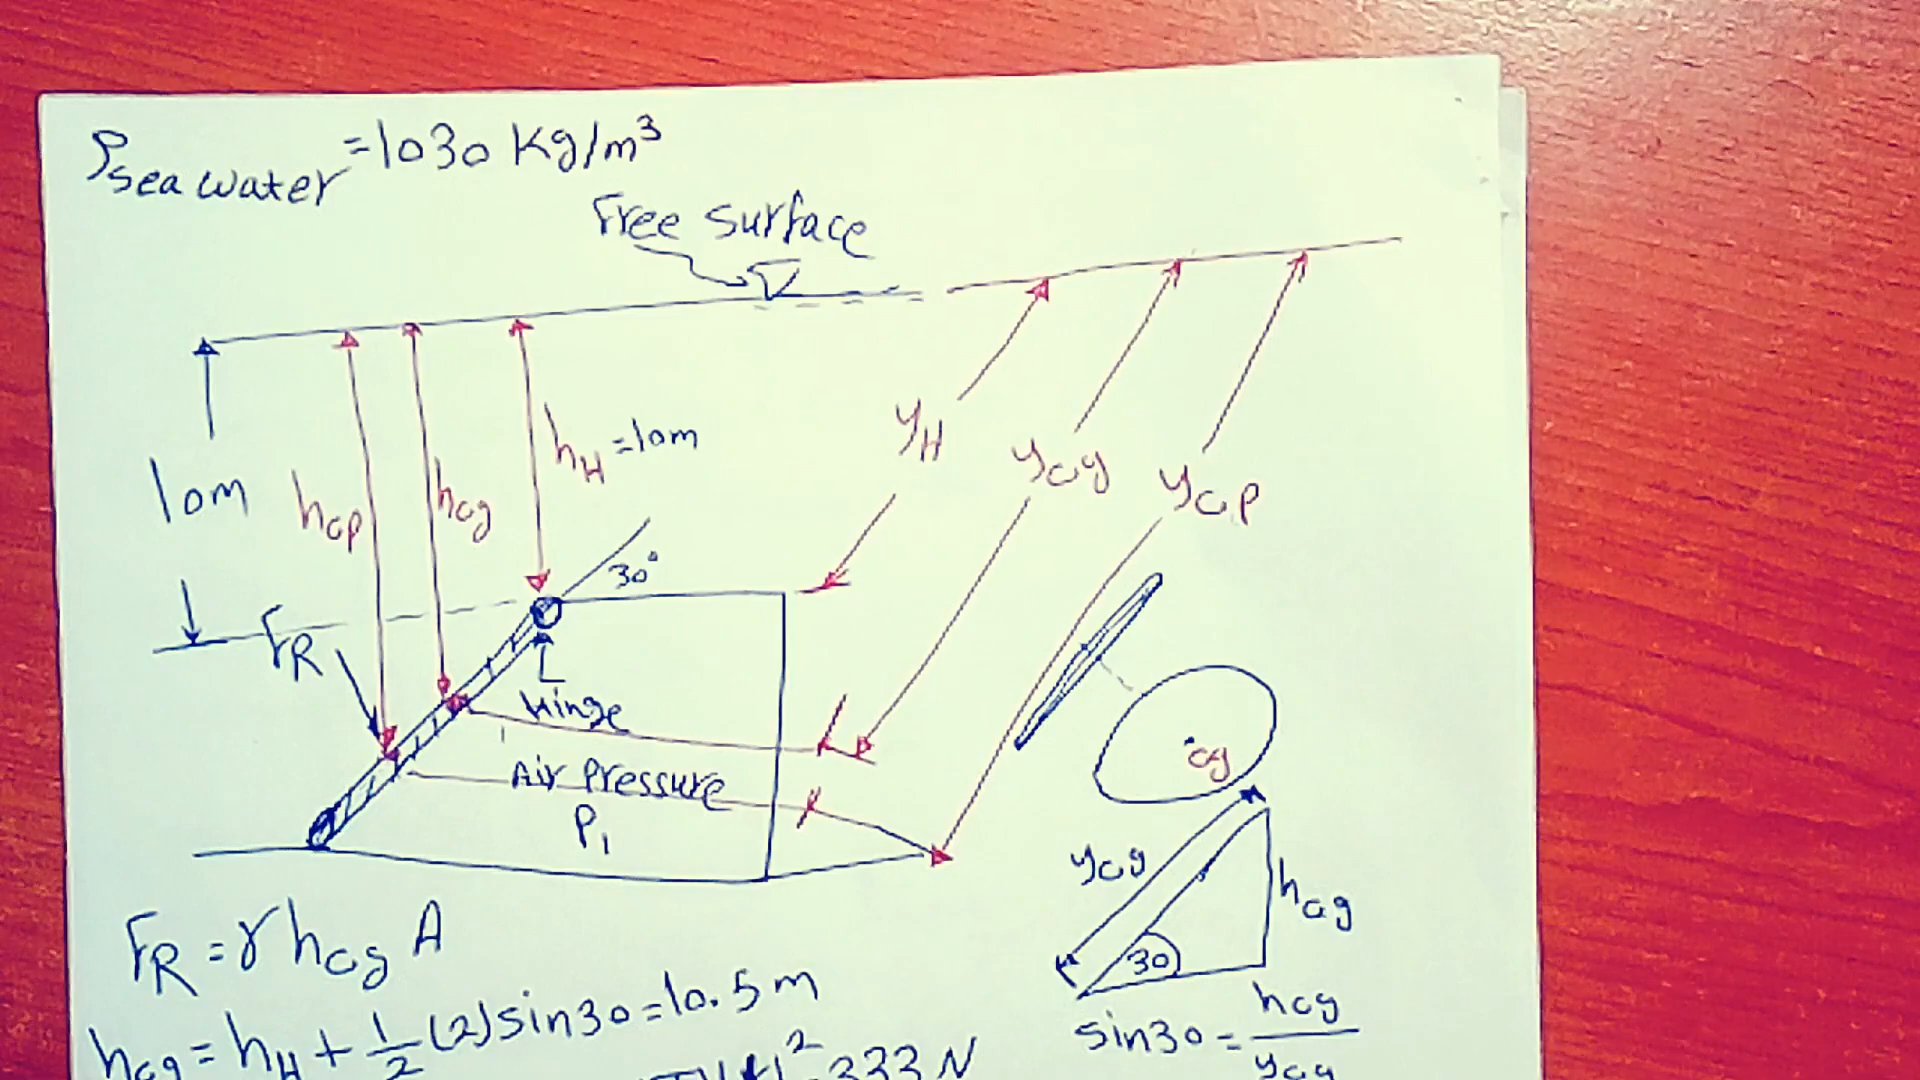 ρsea water = 1030 Kg/m³
Free surface
10m
hcp
hcg
hH = 10m
yH
ycg
ycp
30°
FR
Hinge
Air Pressure
P1
cg
ycg
hcg
30
FR = γ hcg A
hcg = hH + 1/2 (2) sin30 = 10.5 m
sin30 = hcg / ycg
333 N